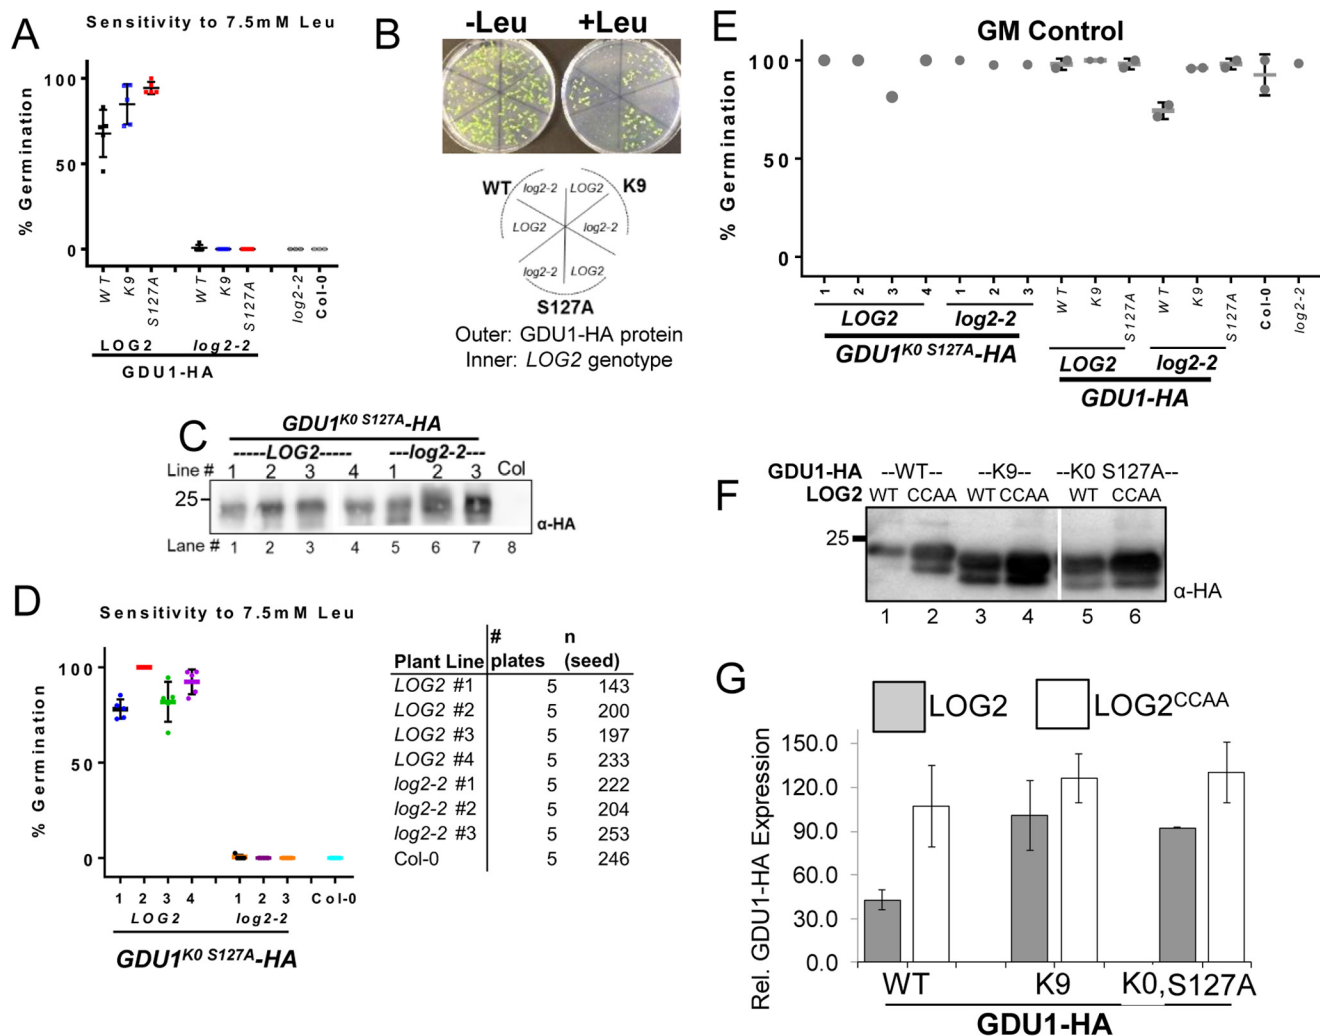 A
Sensitivity to 7.5mM Leu
% Germination
100
50
0
WT
K9
S127A
WT
K9
S127A
log2-2
Col-0
LOG2
log2-2
GDU1-HA
B
-Leu
+Leu
WT
log2-2
LOG2
K9
LOG2
log2-2
log2-2
LOG2
S127A
Outer: GDU1-HA protein
Inner: LOG2 genotype
C
GDU1K0 S127A-HA
-----LOG2-----
---log2-2---
Line # 1 2 3 4 1 2 3 Col
25
α-HA
Lane # 1 2 3 4 5 6 7 8
D
Sensitivity to 7.5mM Leu
% Germination
100
50
0
1 2 3 4 1 2 3 Col-0
LOG2
log2-2
GDU1K0 S127A-HA
Plant Line # plates n (seed)
LOG2 #1 5 143
LOG2 #2 5 200
LOG2 #3 5 197
LOG2 #4 5 233
log2-2 #1 5 222
log2-2 #2 5 204
log2-2 #3 5 253
Col-0 5 246
E
GM Control
% Germination
100
50
0
1 2 3 4 1 2 3
WT
K9
S127A
WT
K9
S127A
Col-0
log2-2
LOG2
log2-2
GDU1K0 S127A-HA
LOG2
log2-2
GDU1-HA
F
GDU1-HA --WT-- --K9-- --K0 S127A--
LOG2 WT CCAA WT CCAA WT CCAA
25
α-HA
1 2 3 4 5 6
G
LOG2
LOG2CCAA
Rel. GDU1-HA Expression
150.0
120.0
90.0
60.0
30.0
0.0
WT K9 K0,S127A
GDU1-HA